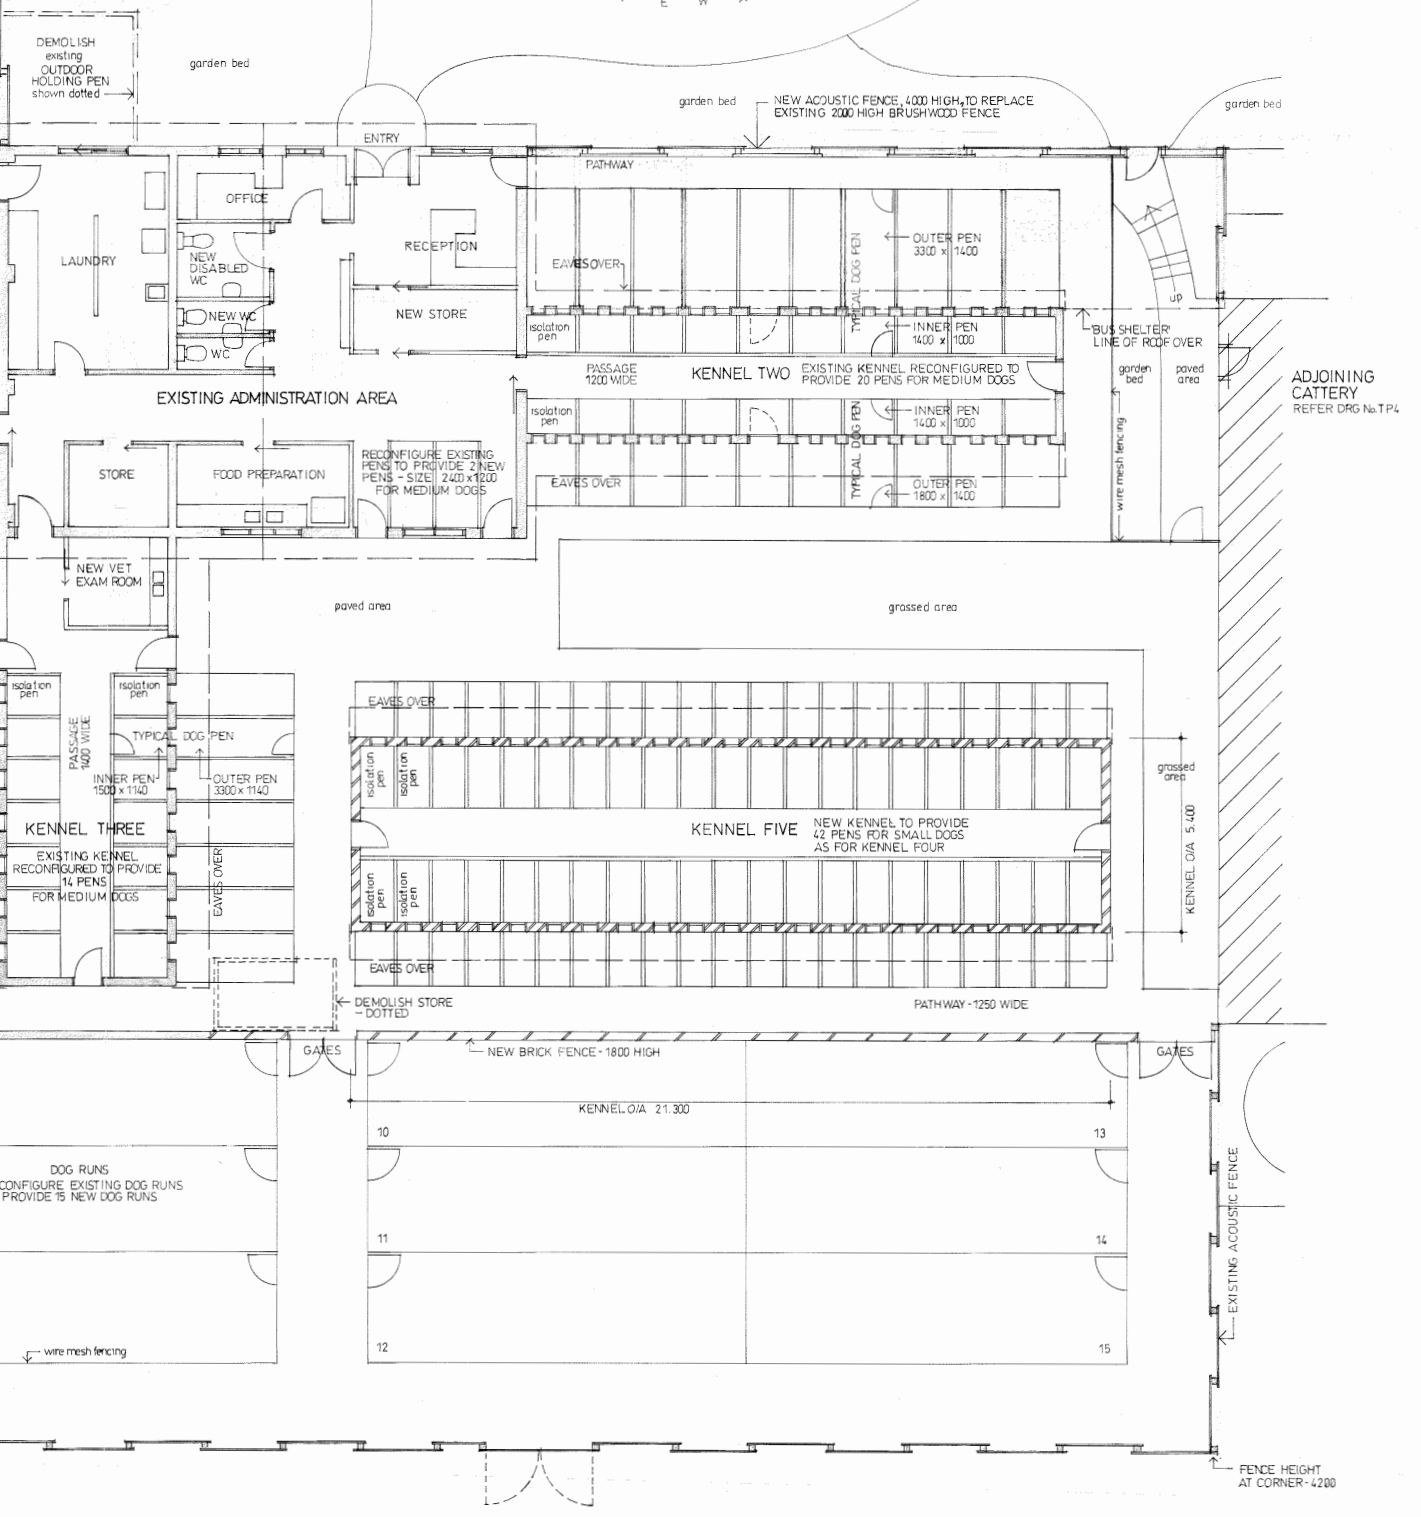 E W
DEMOLISH
existing
OUTDOOR
HOLDING PEN
shown dotted
garden bed
garden bed
NEW ACOUSTIC FENCE, 4000 HIGH, TO REPLACE
EXISTING 2000 HIGH BRUSHWOOD FENCE
garden bed
ENTRY
PATHWAY
OFFICE
RECEPTION
LAUNDRY
NEW
DISABLED
WC
NEW WC
WC
NEW STORE
EAVES OVER
TYPICAL DOG PEN
OUTER PEN
3300 x 1400
isolation
pen
INNER PEN
1400 x 1000
up
'BUS SHELTER'
LINE OF ROOF OVER
garden
bed
paved
area
PASSAGE
1200 WIDE
KENNEL TWO
EXISTING KENNEL RECONFIGURED TO
PROVIDE 20 PENS FOR MEDIUM DOGS
ADJOINING
CATTERY
REFER DRG No. TP4
EXISTING ADMINISTRATION AREA
isolation
pen
INNER PEN
1400 x 1000
TYPICAL DOG PEN
wire mesh fencing
STORE
FOOD PREPARATION
RECONFIGURE EXISTING
PENS TO PROVIDE 2 NEW
PENS - SIZE 2400 x 1200
FOR MEDIUM DOGS
EAVES OVER
OUTER PEN
1800 x 1400
NEW VET
EXAM ROOM
paved area
grassed area
isolation
pen
isolation
pen
PASSAGE
1400 WIDE
TYPICAL DOG PEN
INNER PEN
1500 x 1140
OUTER PEN
3300 x 1140
KENNEL THREE
EXISTING KENNEL
RECONFIGURED TO PROVIDE
14 PENS
FOR MEDIUM DOGS
EAVES OVER
EAVES OVER
isolation
pen
isolation
pen
KENNEL FIVE
NEW KENNEL TO PROVIDE
42 PENS FOR SMALL DOGS
AS FOR KENNEL FOUR
isolation
pen
isolation
pen
grassed
area
KENNEL O/A 5.400
EAVES OVER
DEMOLISH STORE
- DOTTED
PATHWAY - 1250 WIDE
GATES
NEW BRICK FENCE - 1800 HIGH
GATES
KENNEL O/A 21.300
10
13
DOG RUNS
CONFIGURE EXISTING DOG RUNS
PROVIDE 15 NEW DOG RUNS
11
14
EXISTING ACOUSTIC FENCE
12
15
wire mesh fencing
FENCE HEIGHT
AT CORNER - 4200